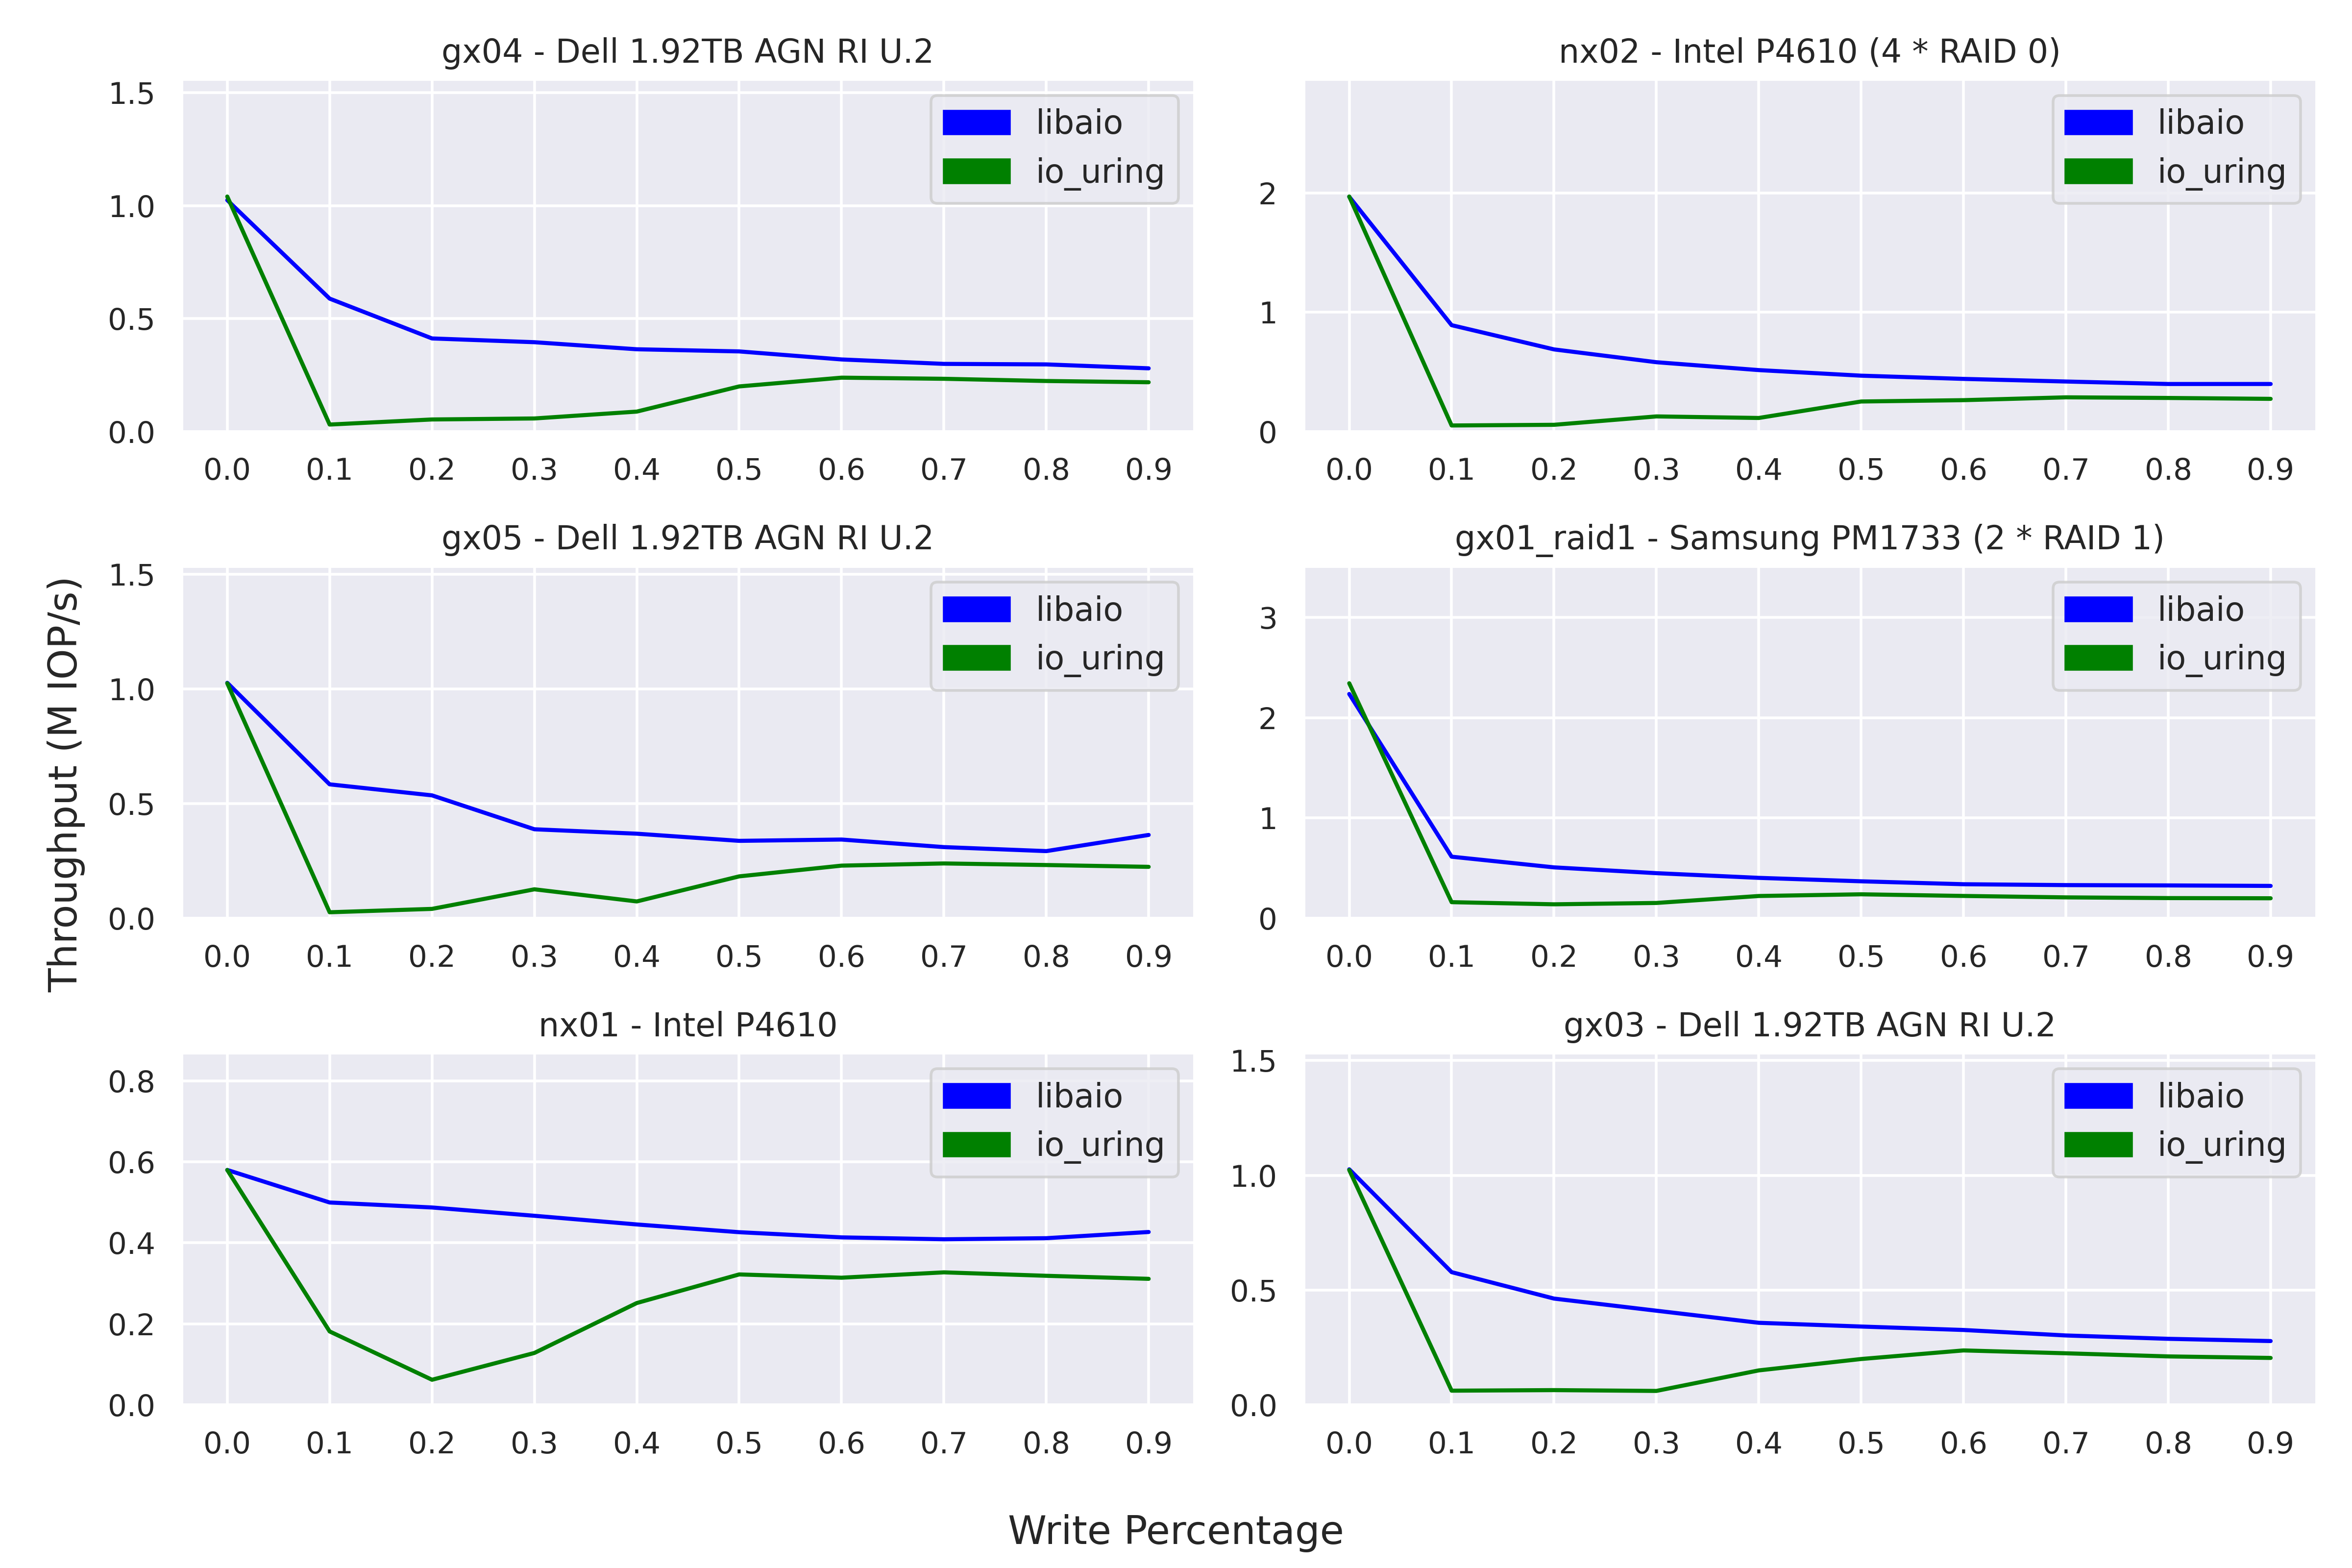 gx04 - Dell 1.92TB AGN RI U.2
1.5
1.0
0.5
0.0
libaio
io_uring
0.0 0.1 0.2 0.3 0.4 0.5 0.6 0.7 0.8 0.9
nx02 - Intel P4610 (4 * RAID 0)
2
1
0
libaio
io_uring
0.0 0.1 0.2 0.3 0.4 0.5 0.6 0.7 0.8 0.9
Throughput (M IOP/s)
gx05 - Dell 1.92TB AGN RI U.2
1.5
1.0
0.5
0.0
libaio
io_uring
0.0 0.1 0.2 0.3 0.4 0.5 0.6 0.7 0.8 0.9
gx01_raid1 - Samsung PM1733 (2 * RAID 1)
3
2
1
0
libaio
io_uring
0.0 0.1 0.2 0.3 0.4 0.5 0.6 0.7 0.8 0.9
nx01 - Intel P4610
0.8
0.6
0.4
0.2
0.0
libaio
io_uring
0.0 0.1 0.2 0.3 0.4 0.5 0.6 0.7 0.8 0.9
gx03 - Dell 1.92TB AGN RI U.2
1.5
1.0
0.5
0.0
libaio
io_uring
0.0 0.1 0.2 0.3 0.4 0.5 0.6 0.7 0.8 0.9
Write Percentage